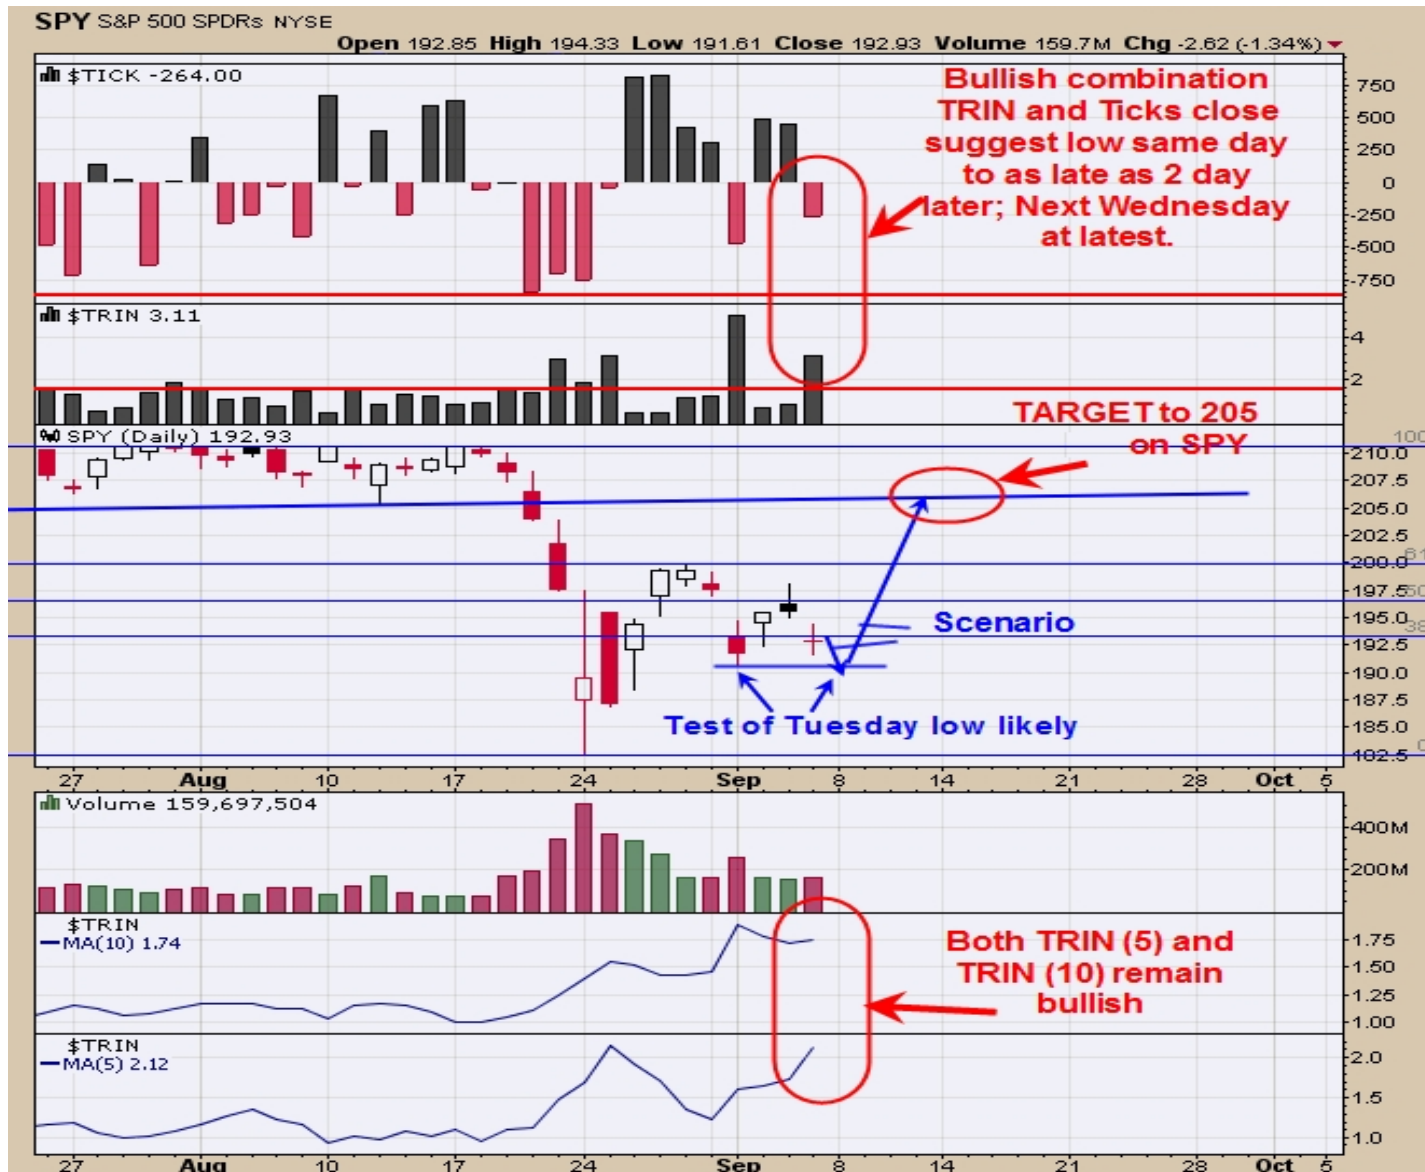 SPY S&P 500 SPDRs NYSE
Open 192.85 High 194.33 Low 191.61 Close 192.93 Volume 159.7M Chg -2.62 (-1.34%)
$TICK -264.00
Bullish combination
TRIN and Ticks close
suggest low same day
to as late as 2 day
later; Next Wednesday
at latest.
750
500
250
0
-250
-500
-750
$TRIN 3.11
4
2
TARGET to 205
on SPY
SPY (Daily) 192.93
100
210.0
207.5
205.0
202.5
61
200.0
197.5
50
195.0
38
192.5
190.0
187.5
185.0
0
182.5
Scenario
Test of Tuesday low likely
27 Aug 10 17 24 Sep 8 14 21 28 Oct 5
Volume 159,697,504
400M
200M
$TRIN
MA(10) 1.74
1.75
1.50
1.25
1.00
Both TRIN (5) and
TRIN (10) remain
bullish
$TRIN
MA(5) 2.12
2.0
1.5
1.0
27 Aug 10 17 24 Sep 8 14 21 28 Oct 5